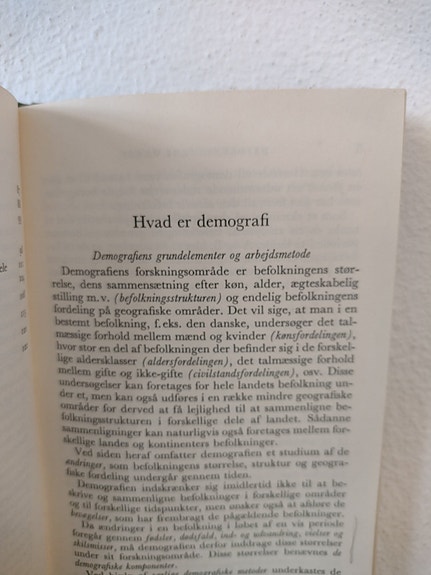 Hvad er demografi
Demografiens grundelementer og arbejdsmetode
Demografiens forskningsområde er befolkningens stør-
relse, dens sammensætning efter køn, alder, ægteskabelig
stilling m.v. (befolkningsstrukturen) og endelig befolkningens
fordeling på geografiske områder. Det vil sige, at man i en
bestemt befolkning, f.eks. den danske, undersøger det tal-
mæssige forhold mellem mænd og kvinder (kønsfordelingen),
hvor stor en del af befolkningen der befinder sig i de forskel-
lige aldersklasser (aldersfordelingen), det talmæssige forhold
mellem gifte og ikke-gifte (civilstandsfordelingen), osv. Disse
undersøgelser kan foretages for hele landets befolkning un-
der et, men kan også udføres i en række mindre geografiske
områder for derved at få lejlighed til at sammenligne be-
folkningsstrukturen i forskellige dele af landet. Sådanne
sammenligninger kan naturligvis også foretages mellem for-
skellige landes og kontinenters befolkninger.
Ved siden heraf omfatter demografien et studium af de
ændringer, som befolkningens størrelse, struktur og geogra-
fiske fordeling undergår gennem tiden.
Demografien indskrænker sig imidlertid ikke til at be-
skrive og sammenligne befolkninger i forskellige områder
og til forskellige tidspunkter, men ønsker også at afsløre de
bevægelser, som har frembragt de pågældende befolkninger.
Da ændringer i en befolkning i løbet af en vis periode
foregår gennem fødsler, dødsfald, ind- og udvandring, vielser og
skilsmisser, må demografien derfor inddrage disse størrelser
under sit forskningsområde. Disse størrelser benævnes de
demografiske komponenter.
Ved hjælp af særlige demografiske metoder underkastes de